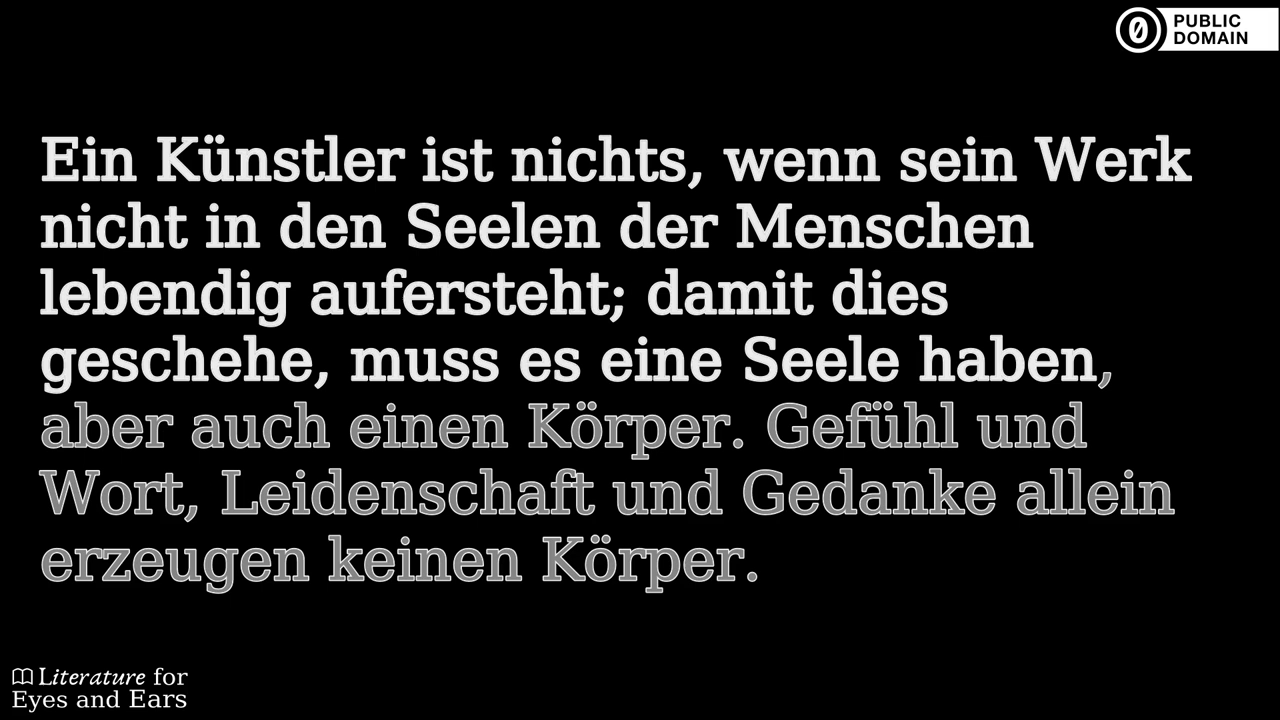 PUBLIC
DOMAIN
Ein Künstler ist nichts, wenn sein Werk
nicht in den Seelen der Menschen
lebendig aufersteht; damit dies
geschehe, muss es eine Seele haben,
aber auch einen Körper. Gefühl und
Wort, Leidenschaft und Gedanke allein
erzeugen keinen Körper.
Literature for
Eyes and Ears